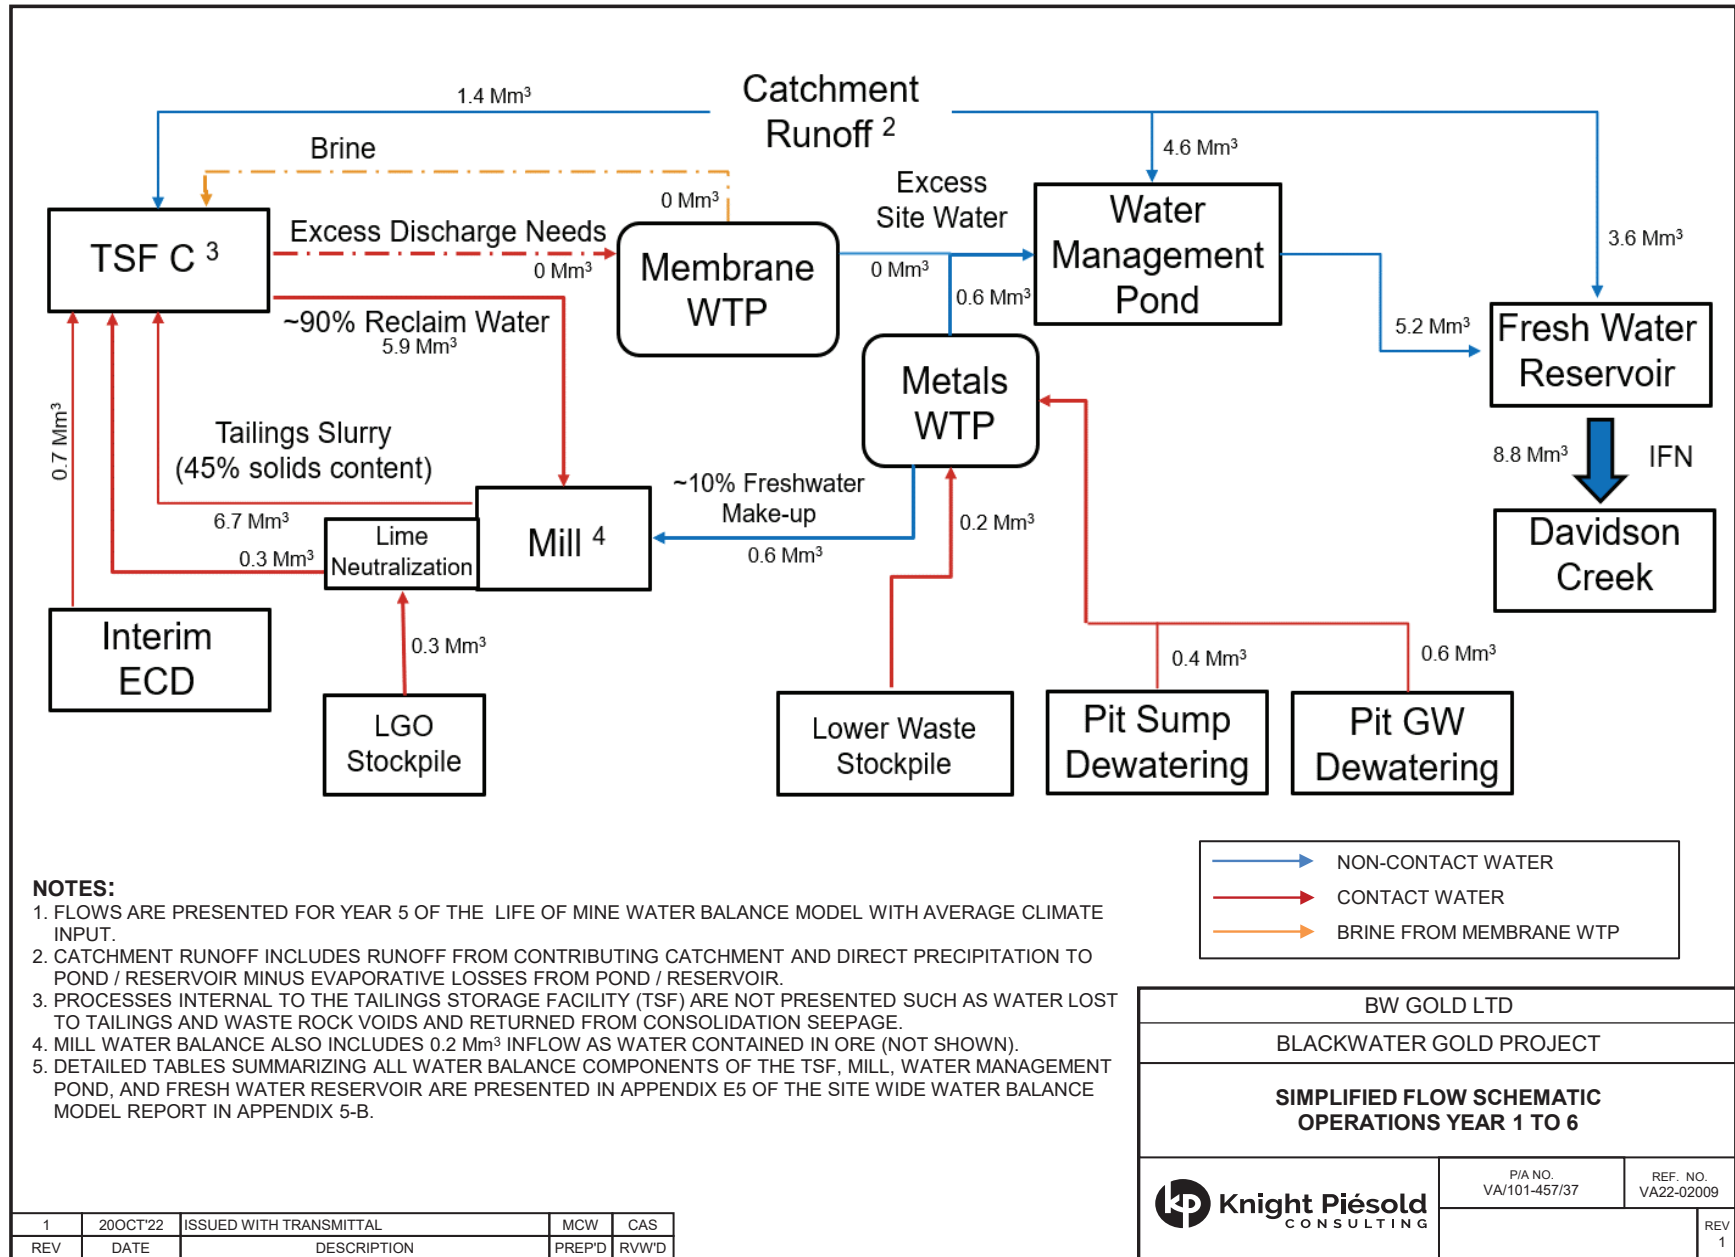 1.4 Mm³
Catchment
Runoff ²
Brine
4.6 Mm³
0 Mm³
Excess
Site Water
3.6 Mm³
TSF C ³
Excess Discharge Needs
0 Mm³
Membrane
WTP
0 Mm³
0.6 Mm³
Water
Management
Pond
5.2 Mm³
Fresh Water
Reservoir
~90% Reclaim Water
5.9 Mm³
Metals
WTP
0.7 Mm³
Tailings Slurry
(45% solids content)
6.7 Mm³
8.8 Mm³
IFN
~10% Freshwater
Make-up
0.6 Mm³
0.2 Mm³
Davidson
Creek
0.3 Mm³
Lime
Neutralization
Mill ⁴
Interim
ECD
0.3 Mm³
0.4 Mm³
0.6 Mm³
LGO
Stockpile
Lower Waste
Stockpile
Pit Sump
Dewatering
Pit GW
Dewatering
NON-CONTACT WATER
CONTACT WATER
BRINE FROM MEMBRANE WTP
NOTES:
1. FLOWS ARE PRESENTED FOR YEAR 5 OF THE LIFE OF MINE WATER BALANCE MODEL WITH AVERAGE CLIMATE
INPUT.
2. CATCHMENT RUNOFF INCLUDES RUNOFF FROM CONTRIBUTING CATCHMENT AND DIRECT PRECIPITATION TO
POND / RESERVOIR MINUS EVAPORATIVE LOSSES FROM POND / RESERVOIR.
3. PROCESSES INTERNAL TO THE TAILINGS STORAGE FACILITY (TSF) ARE NOT PRESENTED SUCH AS WATER LOST
TO TAILINGS AND WASTE ROCK VOIDS AND RETURNED FROM CONSOLIDATION SEEPAGE.
4. MILL WATER BALANCE ALSO INCLUDES 0.2 Mm³ INFLOW AS WATER CONTAINED IN ORE (NOT SHOWN).
5. DETAILED TABLES SUMMARIZING ALL WATER BALANCE COMPONENTS OF THE TSF, MILL, WATER MANAGEMENT
POND, AND FRESH WATER RESERVOIR ARE PRESENTED IN APPENDIX E5 OF THE SITE WIDE WATER BALANCE
MODEL REPORT IN APPENDIX 5-B.
BW GOLD LTD
BLACKWATER GOLD PROJECT
SIMPLIFIED FLOW SCHEMATIC
OPERATIONS YEAR 1 TO 6
kp Knight Piésold
CONSULTING
P/A NO.
VA/101-457/37
REF. NO.
VA22-02009
REV
1
1 20OCT'22 ISSUED WITH TRANSMITTAL MCW CAS
REV DATE DESCRIPTION PREP'D RVW'D